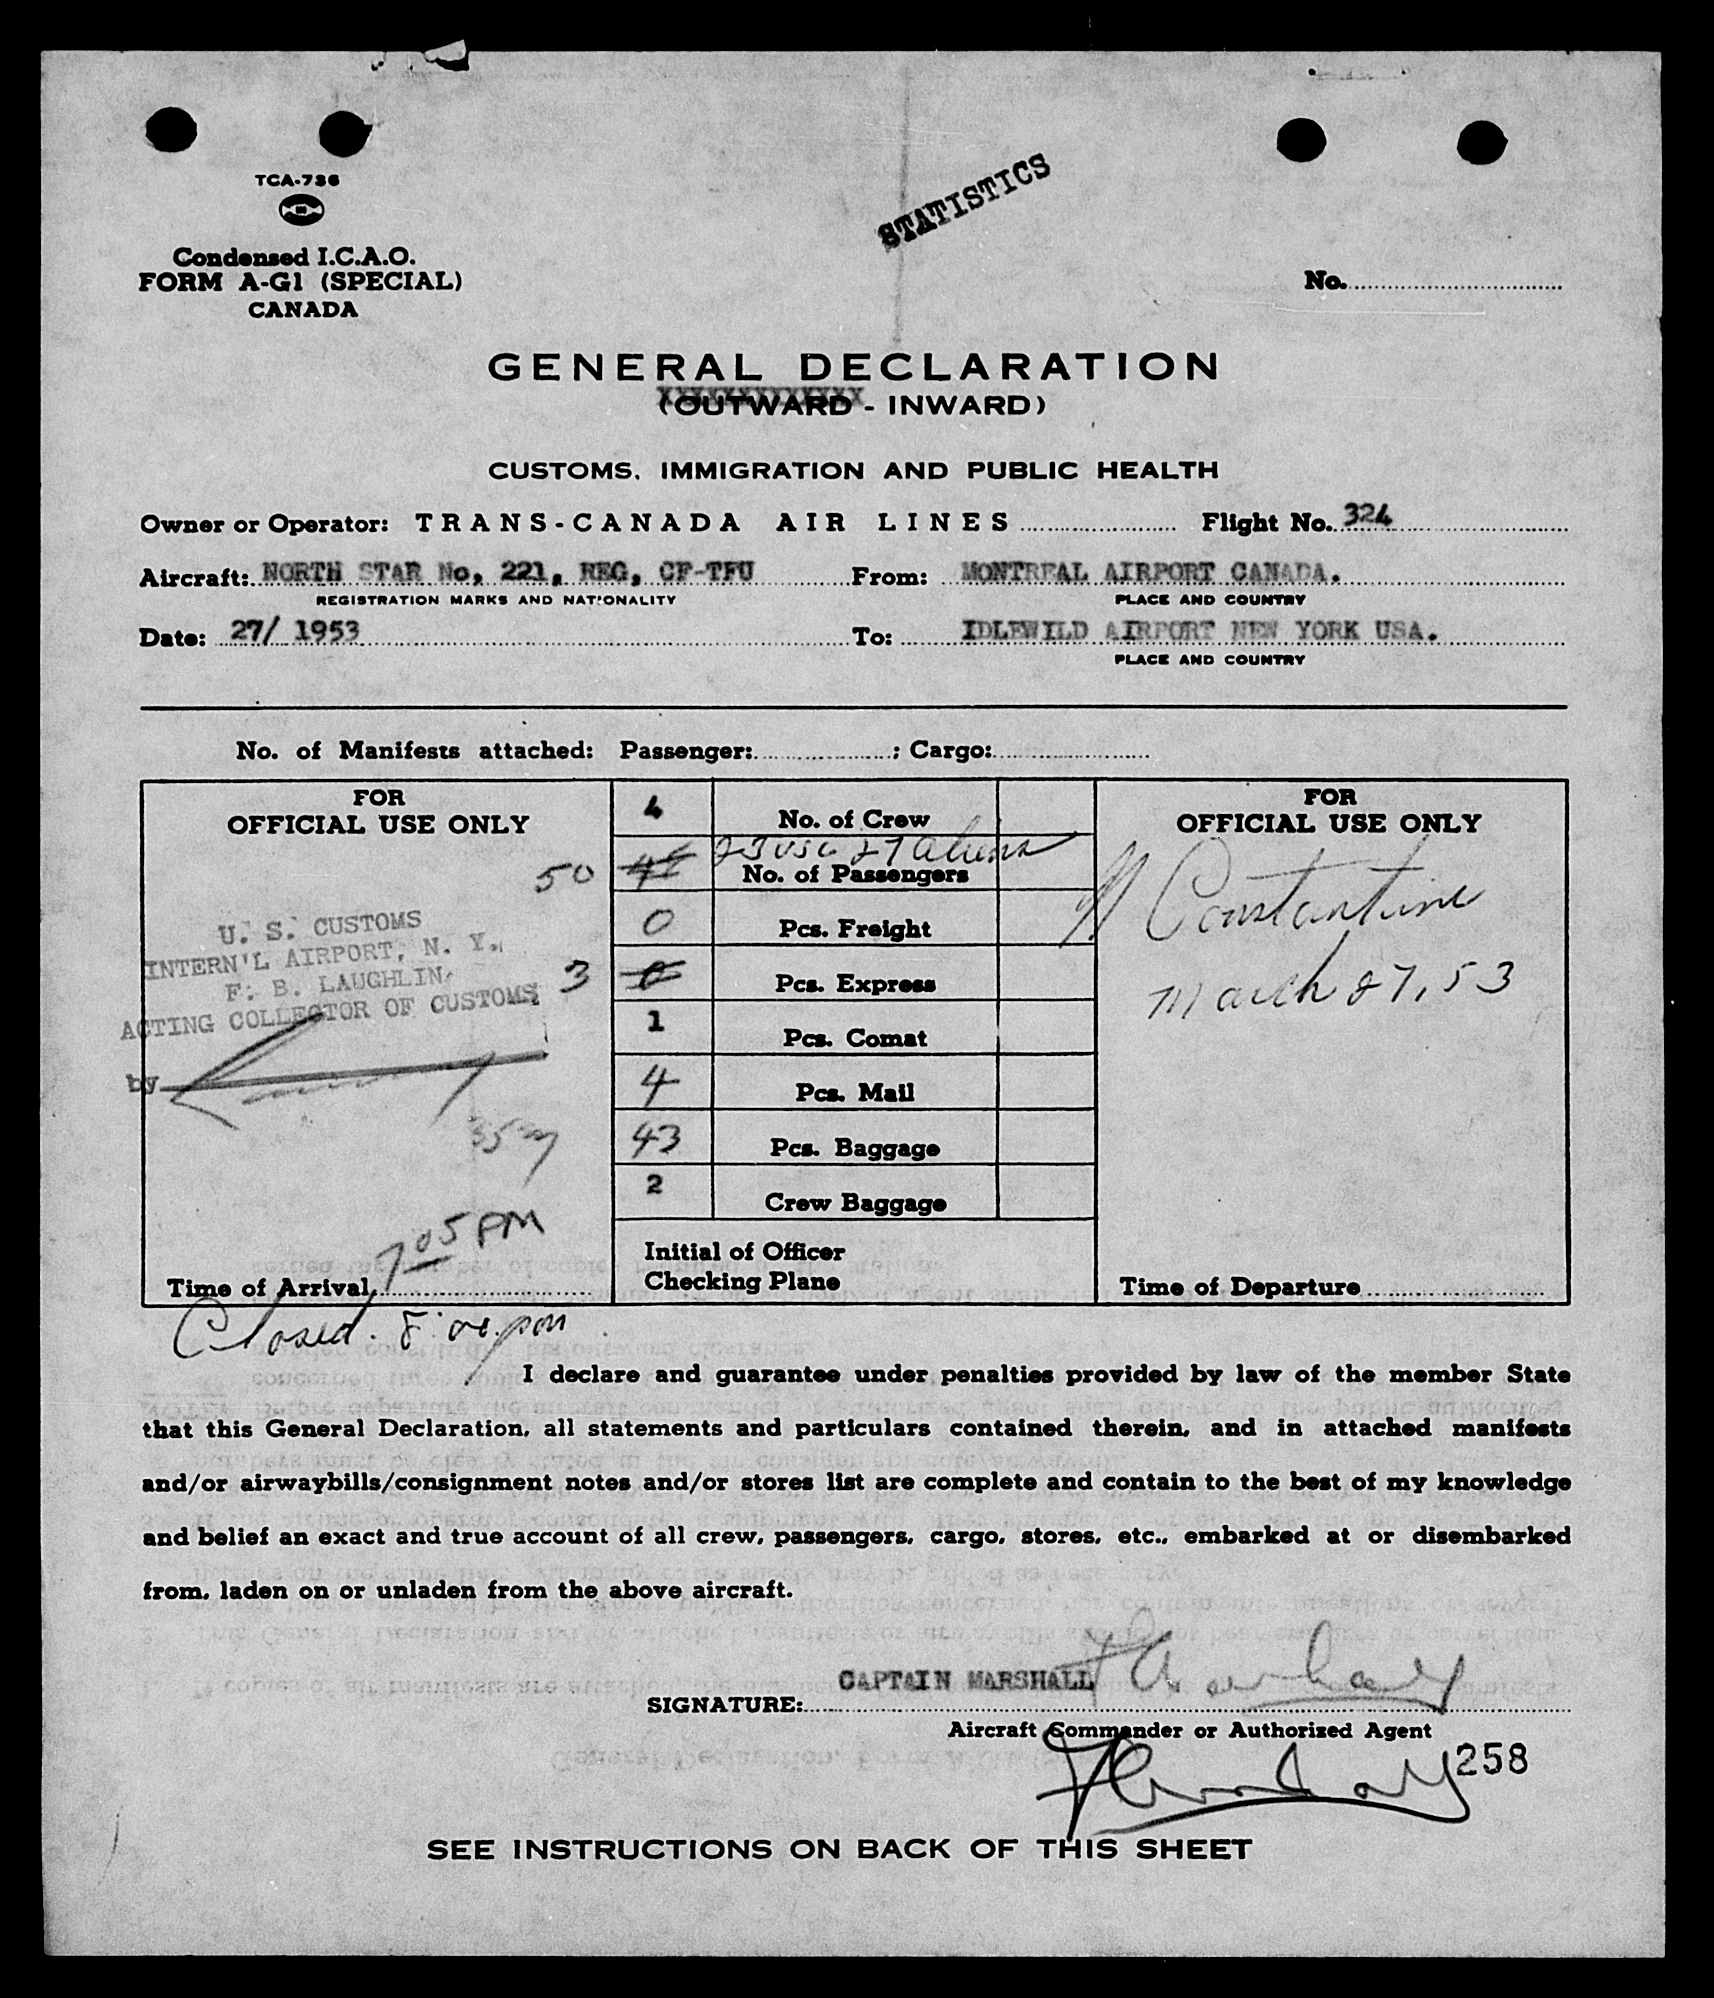 TCA-736
STATISTICS
Condensed I.C.A.O.
FORM A-G1 (SPECIAL)
CANADA
No.
GENERAL DECLARATION
(OUTWARD - INWARD)
CUSTOMS, IMMIGRATION AND PUBLIC HEALTH
Owner or Operator: TRANS-CANADA AIR LINES Flight No. 324
Aircraft: NORTH STAR No, 221, REG, CF-TFU From: MONTREAL AIRPORT CANADA.
REGISTRATION MARKS AND NATIONALITY PLACE AND COUNTRY
Date: 27/ 1953 To: IDLEWILD AIRPORT NEW YORK USA.
PLACE AND COUNTRY
No. of Manifests attached: Passenger: ; Cargo:
FOR
OFFICIAL USE ONLY
50
U. S. CUSTOMS
INTERN'L AIRPORT, N. Y.,
F. B. LAUGHLIN,
ACTING COLLECTOR OF CUSTOMS
3
by
705 PM
Time of Arrival
4 No. of Crew
23 USC 27 Aliens
No. of Passengers
0 Pcs. Freight
0 Pcs. Express
1 Pcs. Comat
4 Pcs. Mail
43 Pcs. Baggage
2 Crew Baggage
Initial of Officer
Checking Plane
FOR
OFFICIAL USE ONLY
N Constantine
March 27, 53
Time of Departure
Closed. pm
I declare and guarantee under penalties provided by law of the member State
that this General Declaration, all statements and particulars contained therein, and in attached manifests
and/or airwaybills/consignment notes and/or stores list are complete and contain to the best of my knowledge
and belief an exact and true account of all crew, passengers, cargo, stores, etc., embarked at or disembarked
from, laden on or unladen from the above aircraft.
CAPTAIN MARSHALL
SIGNATURE:
Aircraft Commander or Authorized Agent
258
SEE INSTRUCTIONS ON BACK OF THIS SHEET